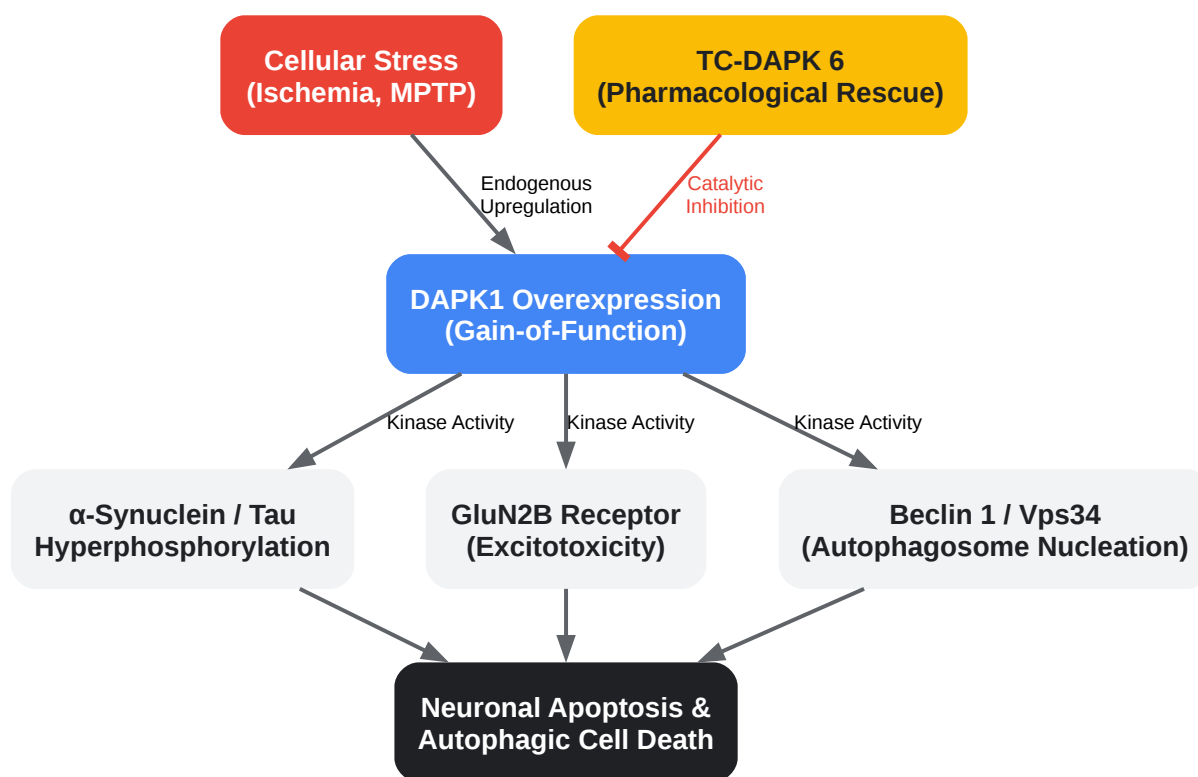 Cellular Stress
(Ischemia, MPTP)
TC-DAPK 6
(Pharmacological Rescue)
Endogenous
Upregulation
Catalytic
Inhibition
DAPK1 Overexpression
(Gain-of-Function)
Kinase Activity
Kinase Activity
Kinase Activity
α-Synuclein / Tau
Hyperphosphorylation
GluN2B Receptor
(Excitotoxicity)
Beclin 1 / Vps34
(Autophagosome Nucleation)
Neuronal Apoptosis &
Autophagic Cell Death